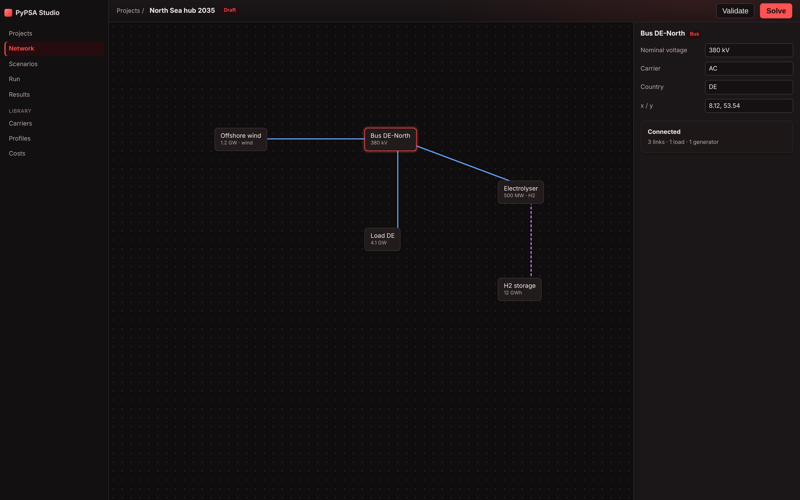 PyPSA Studio
Projects / North Sea hub 2035 Draft
Validate
Solve
Projects
Network
Scenarios
Run
Results
LIBRARY
Carriers
Profiles
Costs
Offshore wind
1.2 GW · wind
Bus DE-North
380 kV
Electrolyser
500 MW · H2
Load DE
4.1 GW
H2 storage
12 GWh
Bus DE-North Bus
Nominal voltage 380 kV
Carrier AC
Country DE
x / y 8.12, 53.54
Connected
3 links · 1 load · 1 generator